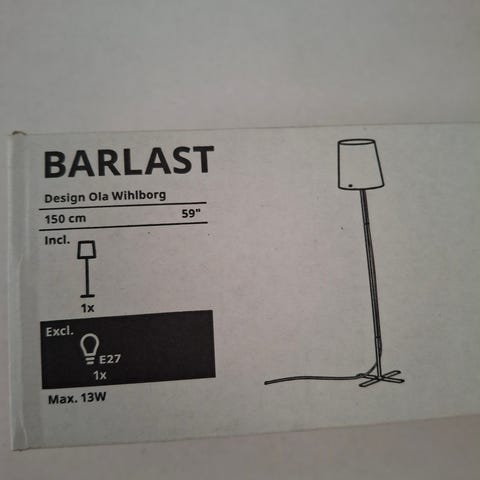 BARLAST
Design Ola Wihlborg
150 cm 59"
Incl.
1x
Excl.
E27
1x
Max. 13W